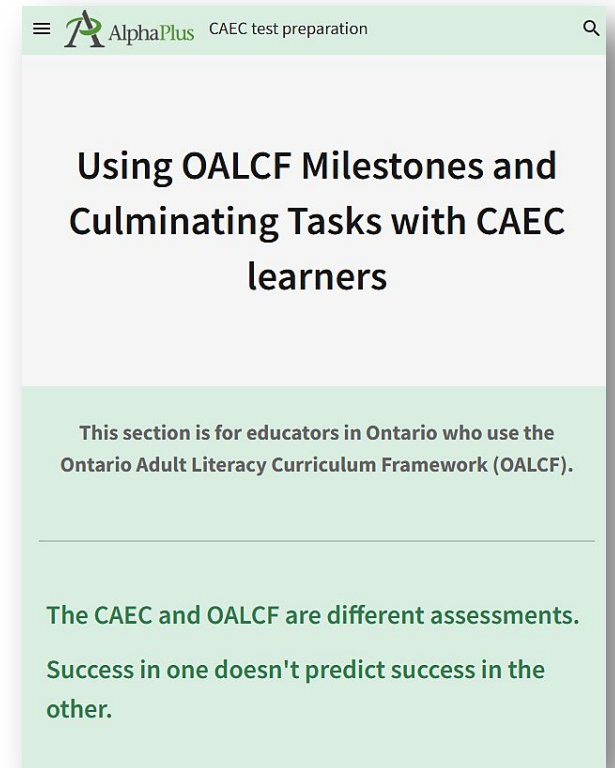 AlphaPlus CAEC test preparation
Using OALCF Milestones and
Culminating Tasks with CAEC
learners
This section is for educators in Ontario who use the
Ontario Adult Literacy Curriculum Framework (OALCF).
The CAEC and OALCF are different assessments.
Success in one doesn't predict success in the
other.